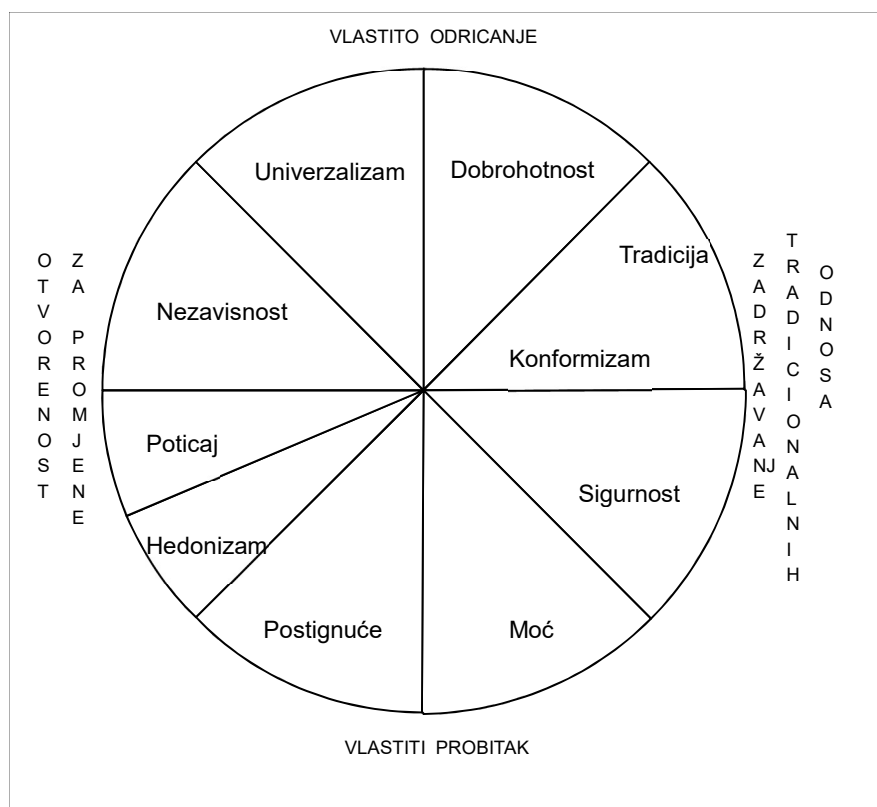 VLASTITO ODRICANJE
Univerzalizam
Dobrohotnost
Tradicija
Nezavisnost
Konformizam
Poticaj
Sigurnost
Hedonizam
Postignuće
Moć
OTVORENOST
ZA PROMJENE
ZADRŽAVANJE
TRADICIONALNIH
ODNOSA
VLASTITI PROBITAK